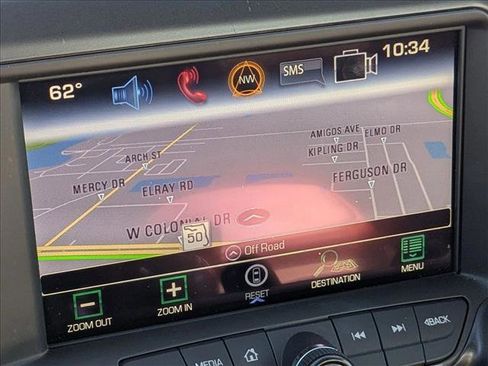 62°
NW
SMS
10:34
ARCH ST
AMIGOS AVE
ELMO DR
KIPLING DR
MERCY DR
ELRAY RD
FERGUSON DR
W COLONIAL DR
50
Off Road
ZOOM OUT
ZOOM IN
RESET
DESTINATION
MENU
MEDIA
BACK